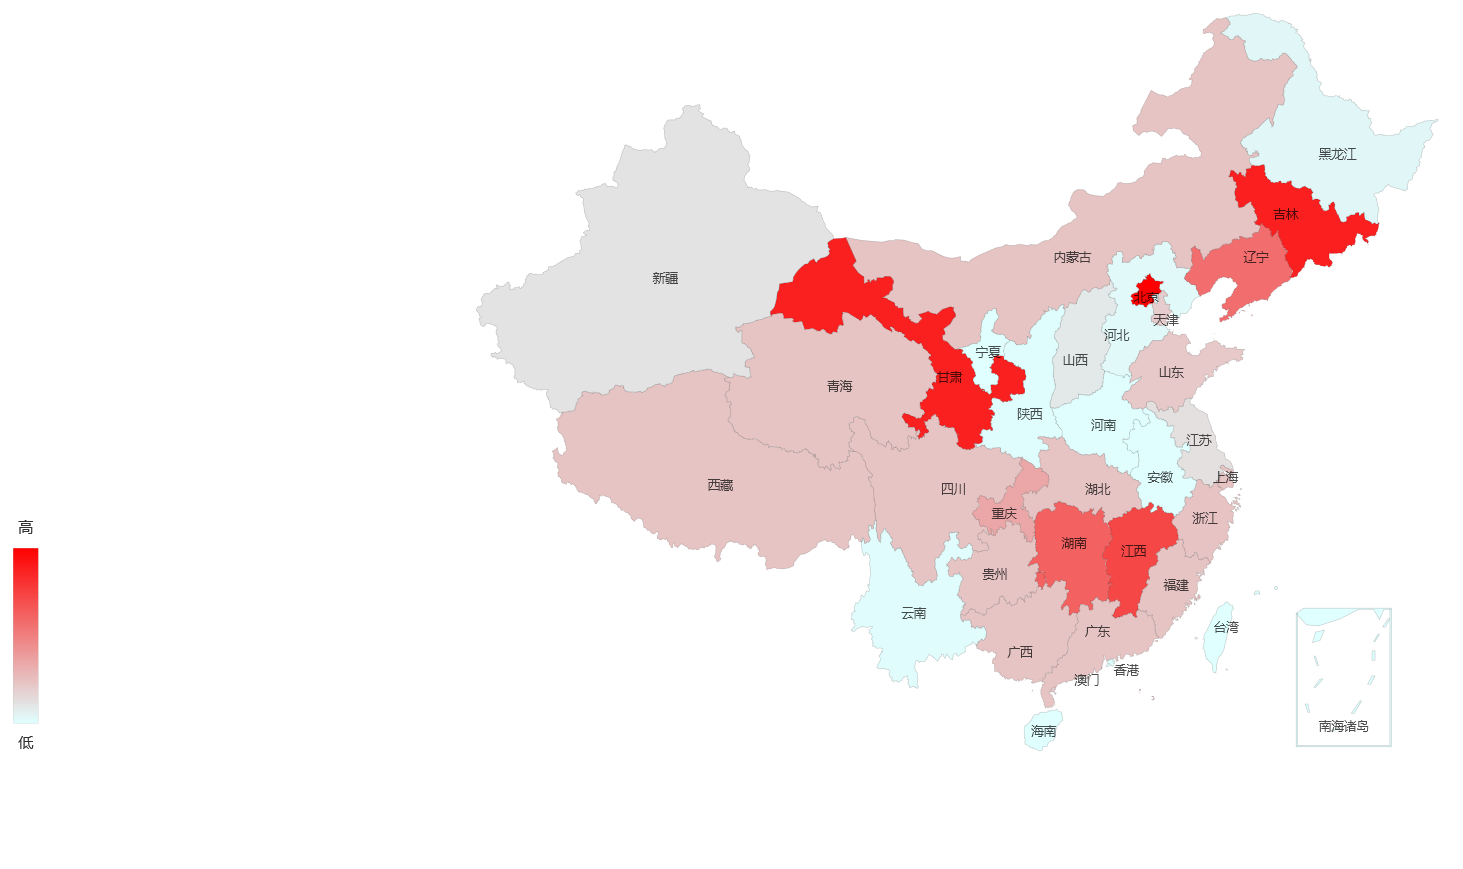 黑龙江
吉林
辽宁
内蒙古
新疆
北京
天津
河北
宁夏
山西
山东
甘肃
青海
陕西
河南
江苏
安徽
上海
西藏
四川
湖北
重庆
浙江
高
湖南
江西
贵州
福建
云南
台湾
广东
广西
香港
澳门
南海诸岛
海南
低